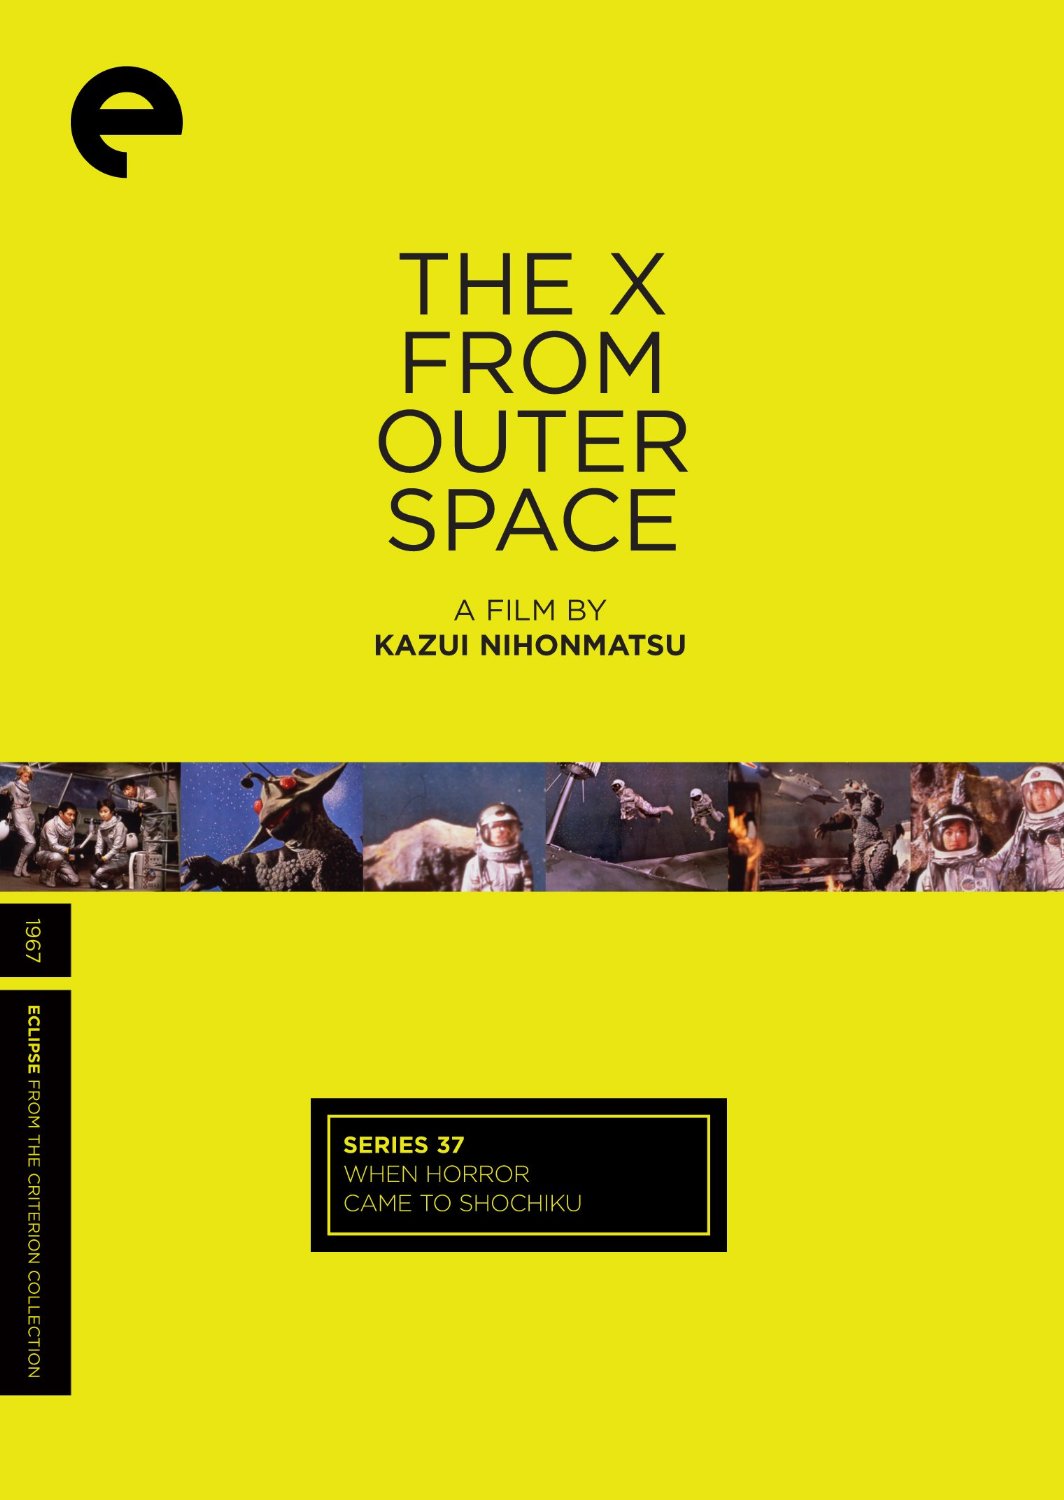 e
THE X
FROM
OUTER
SPACE
A FILM BY
KAZUI NIHONMATSU
1967
ECLIPSE FROM THE CRITERION COLLECTION
SERIES 37
WHEN HORROR
CAME TO SHOCHIKU